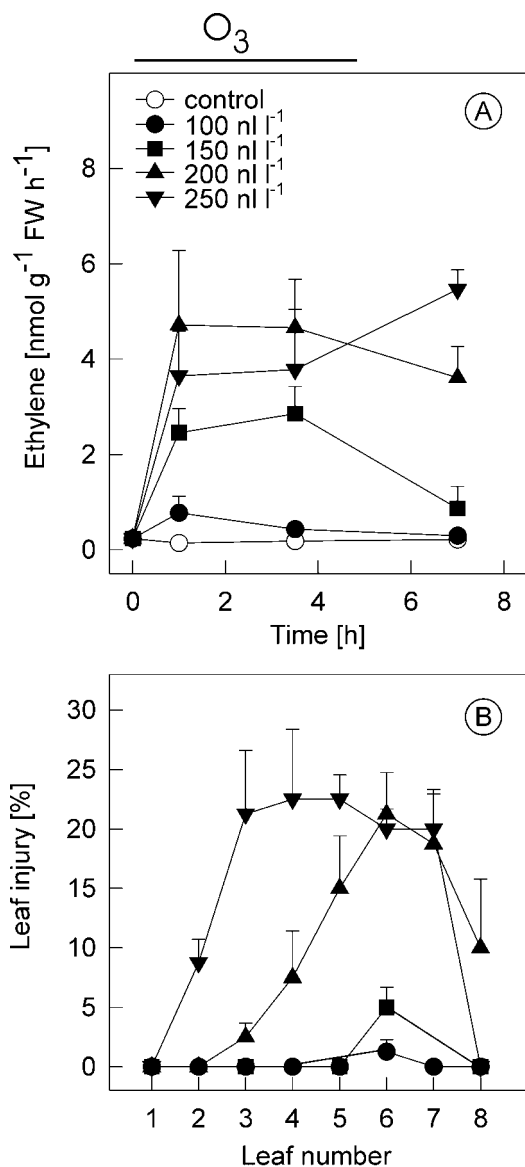 O₃
control
100 nl l⁻¹
150 nl l⁻¹
200 nl l⁻¹
250 nl l⁻¹
A
Ethylene [nmol g⁻¹ FW h⁻¹]
8
6
4
2
0
0 2 4 6 8
Time [h]
B
Leaf injury [%]
30
25
20
15
10
5
0
1 2 3 4 5 6 7 8
Leaf number